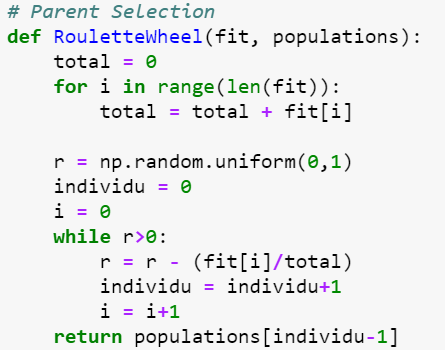 # Parent Selection
def RouletteWheel(fit, populations):
    total = 0
    for i in range(len(fit)):
        total = total + fit[i]

    r = np.random.uniform(0,1)
    individu = 0
    i = 0
    while r>0:
        r = r - (fit[i]/total)
        individu = individu+1
        i = i+1
    return populations[individu-1]